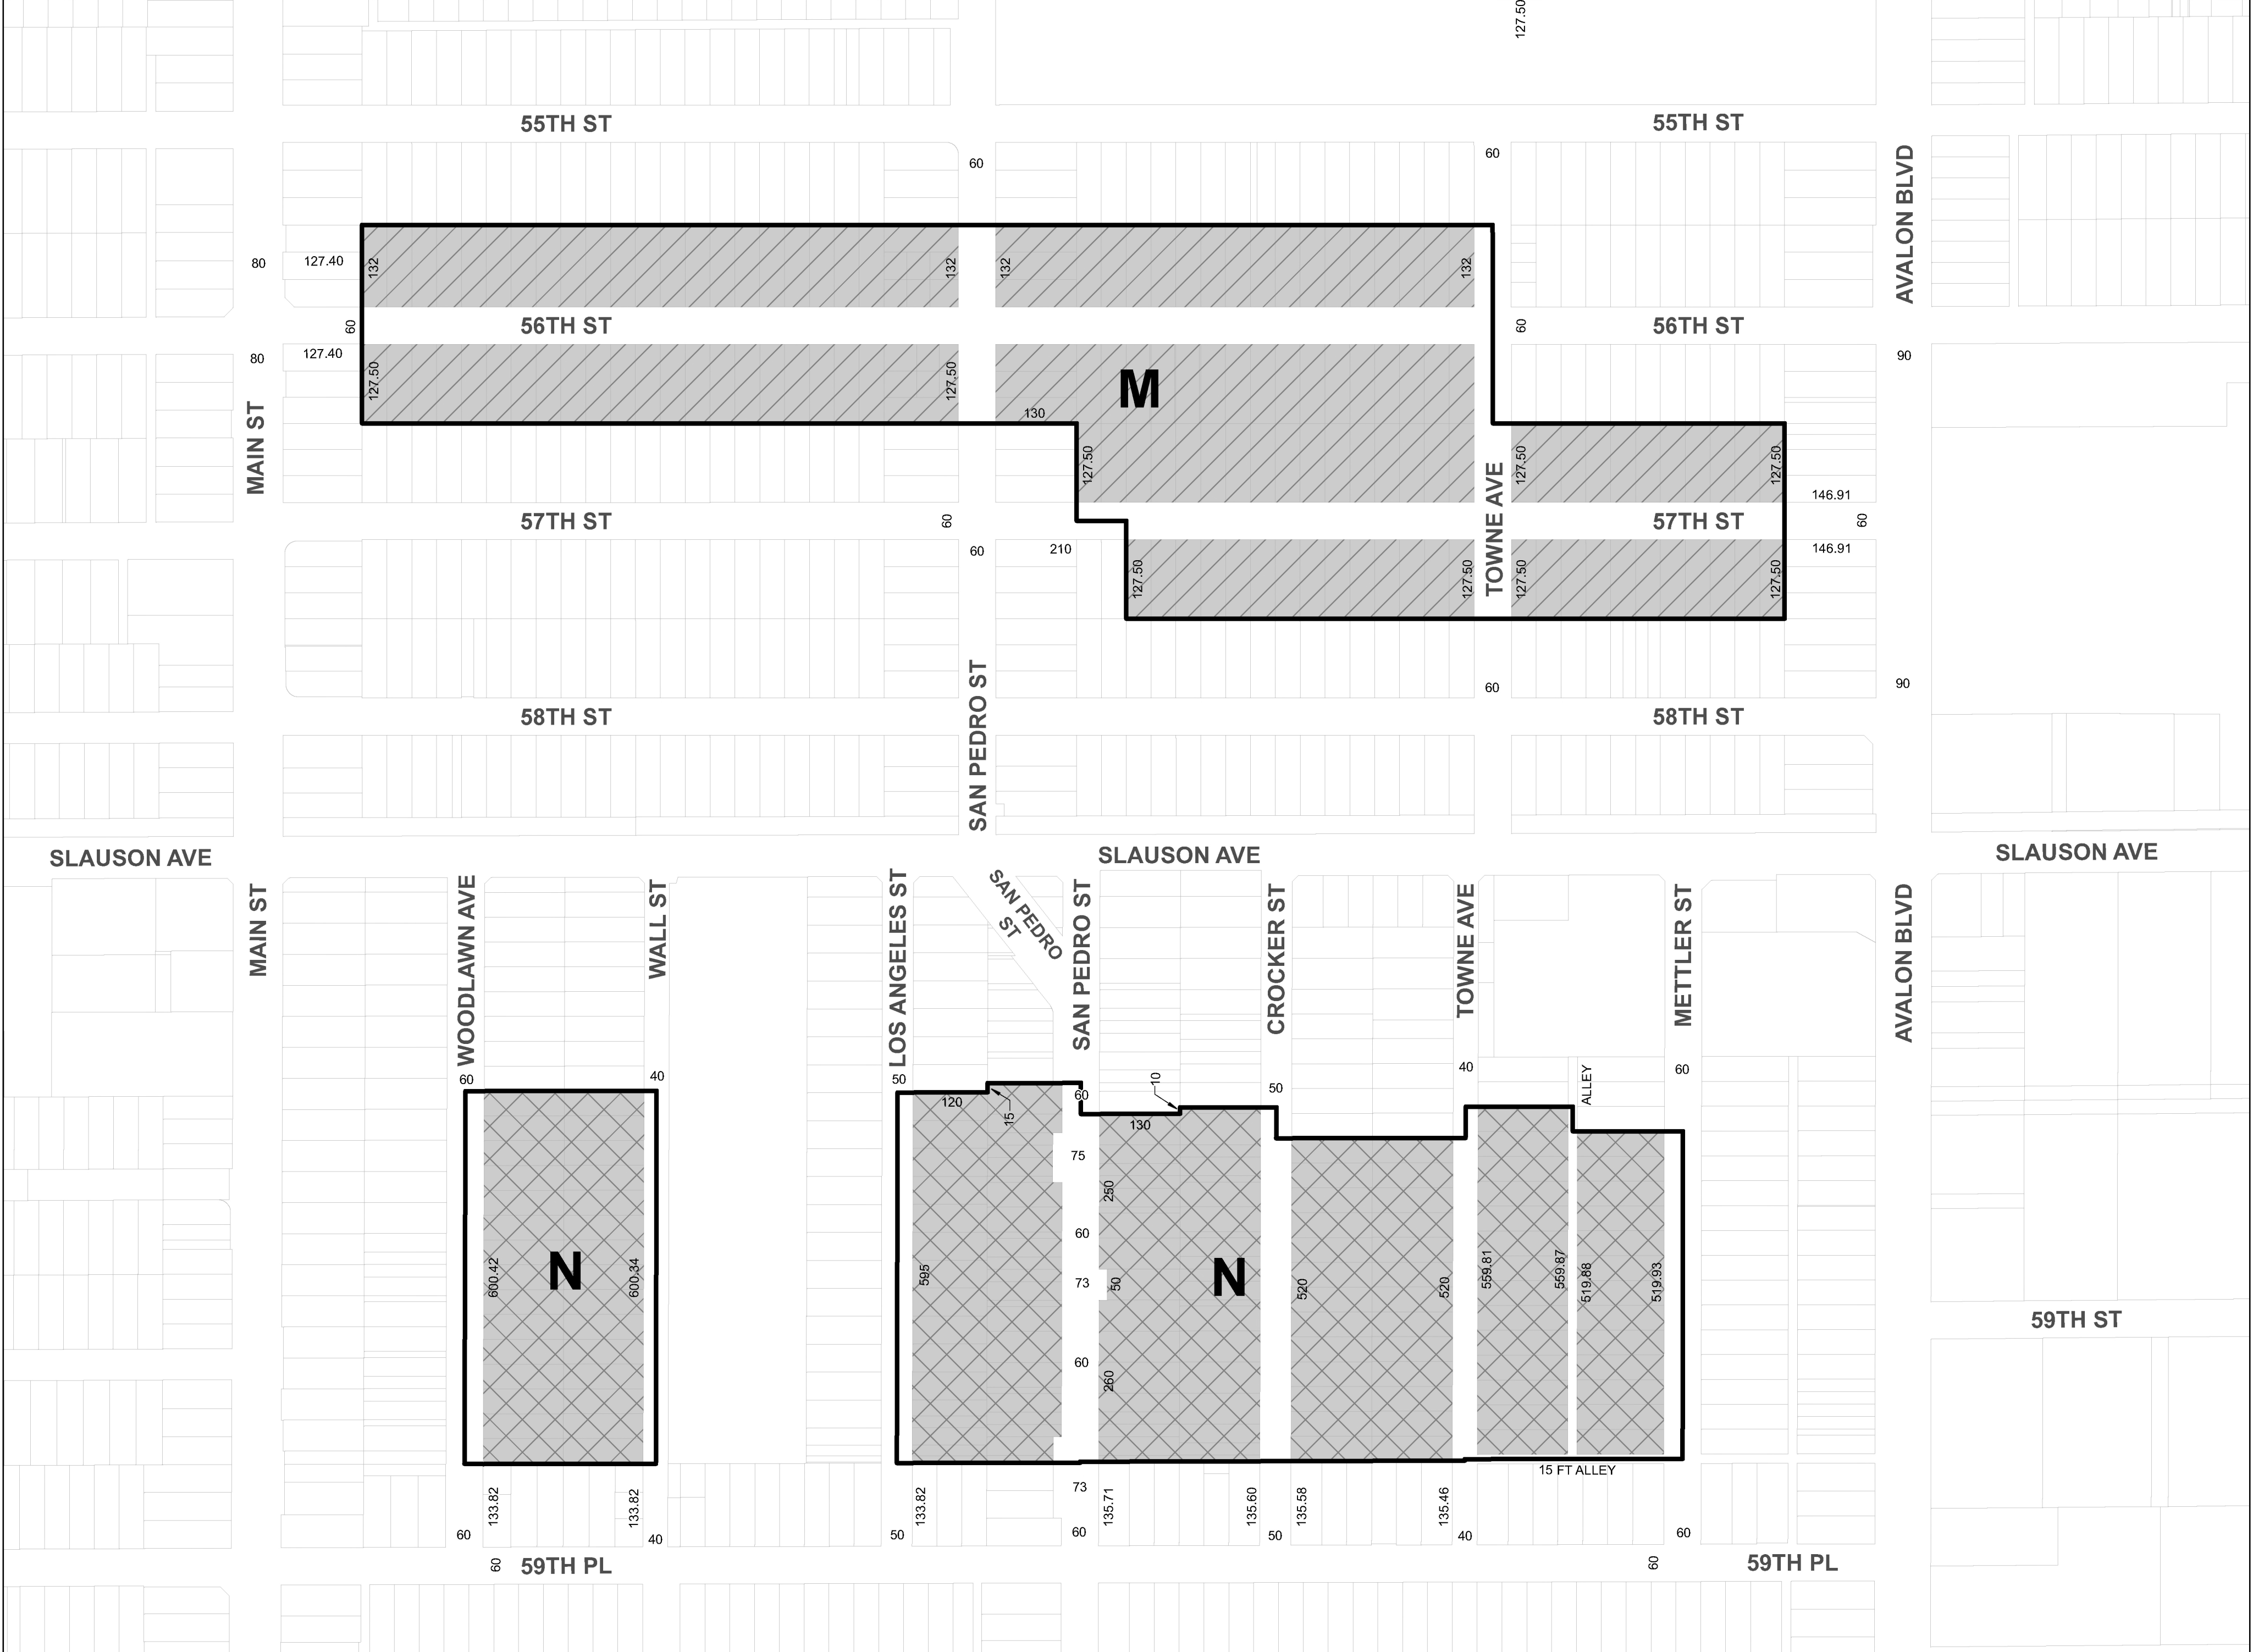 127.50
55TH ST
55TH ST
60
60
AVALON BLVD
80
127.40
132
132
132
132
60
56TH ST
60
56TH ST
80
127.40
90
127.50
127.50
M
130
MAIN ST
127.50
TOWNE AVE
127.50
127.50
146.91
57TH ST
60
57TH ST
60
60
210
146.91
127.50
127.50
127.50
127.50
60
90
58TH ST
SAN PEDRO ST
58TH ST
SLAUSON AVE
SLAUSON AVE
SLAUSON AVE
MAIN ST
WOODLAWN AVE
WALL ST
LOS ANGELES ST
SAN PEDRO
ST
SAN PEDRO ST
CROCKER ST
TOWNE AVE
METTLER ST
AVALON BLVD
60
40
50
60
10
50
40
ALLEY
60
120
15
130
75
250
60
600.42
N
600.34
595
73
50
N
520
520
559.81
559.87
519.88
519.93
59TH ST
60
260
15 FT ALLEY
133.82
133.82
133.82
73
135.71
135.60
135.58
135.46
60
40
50
60
50
40
60
60
59TH PL
60
59TH PL